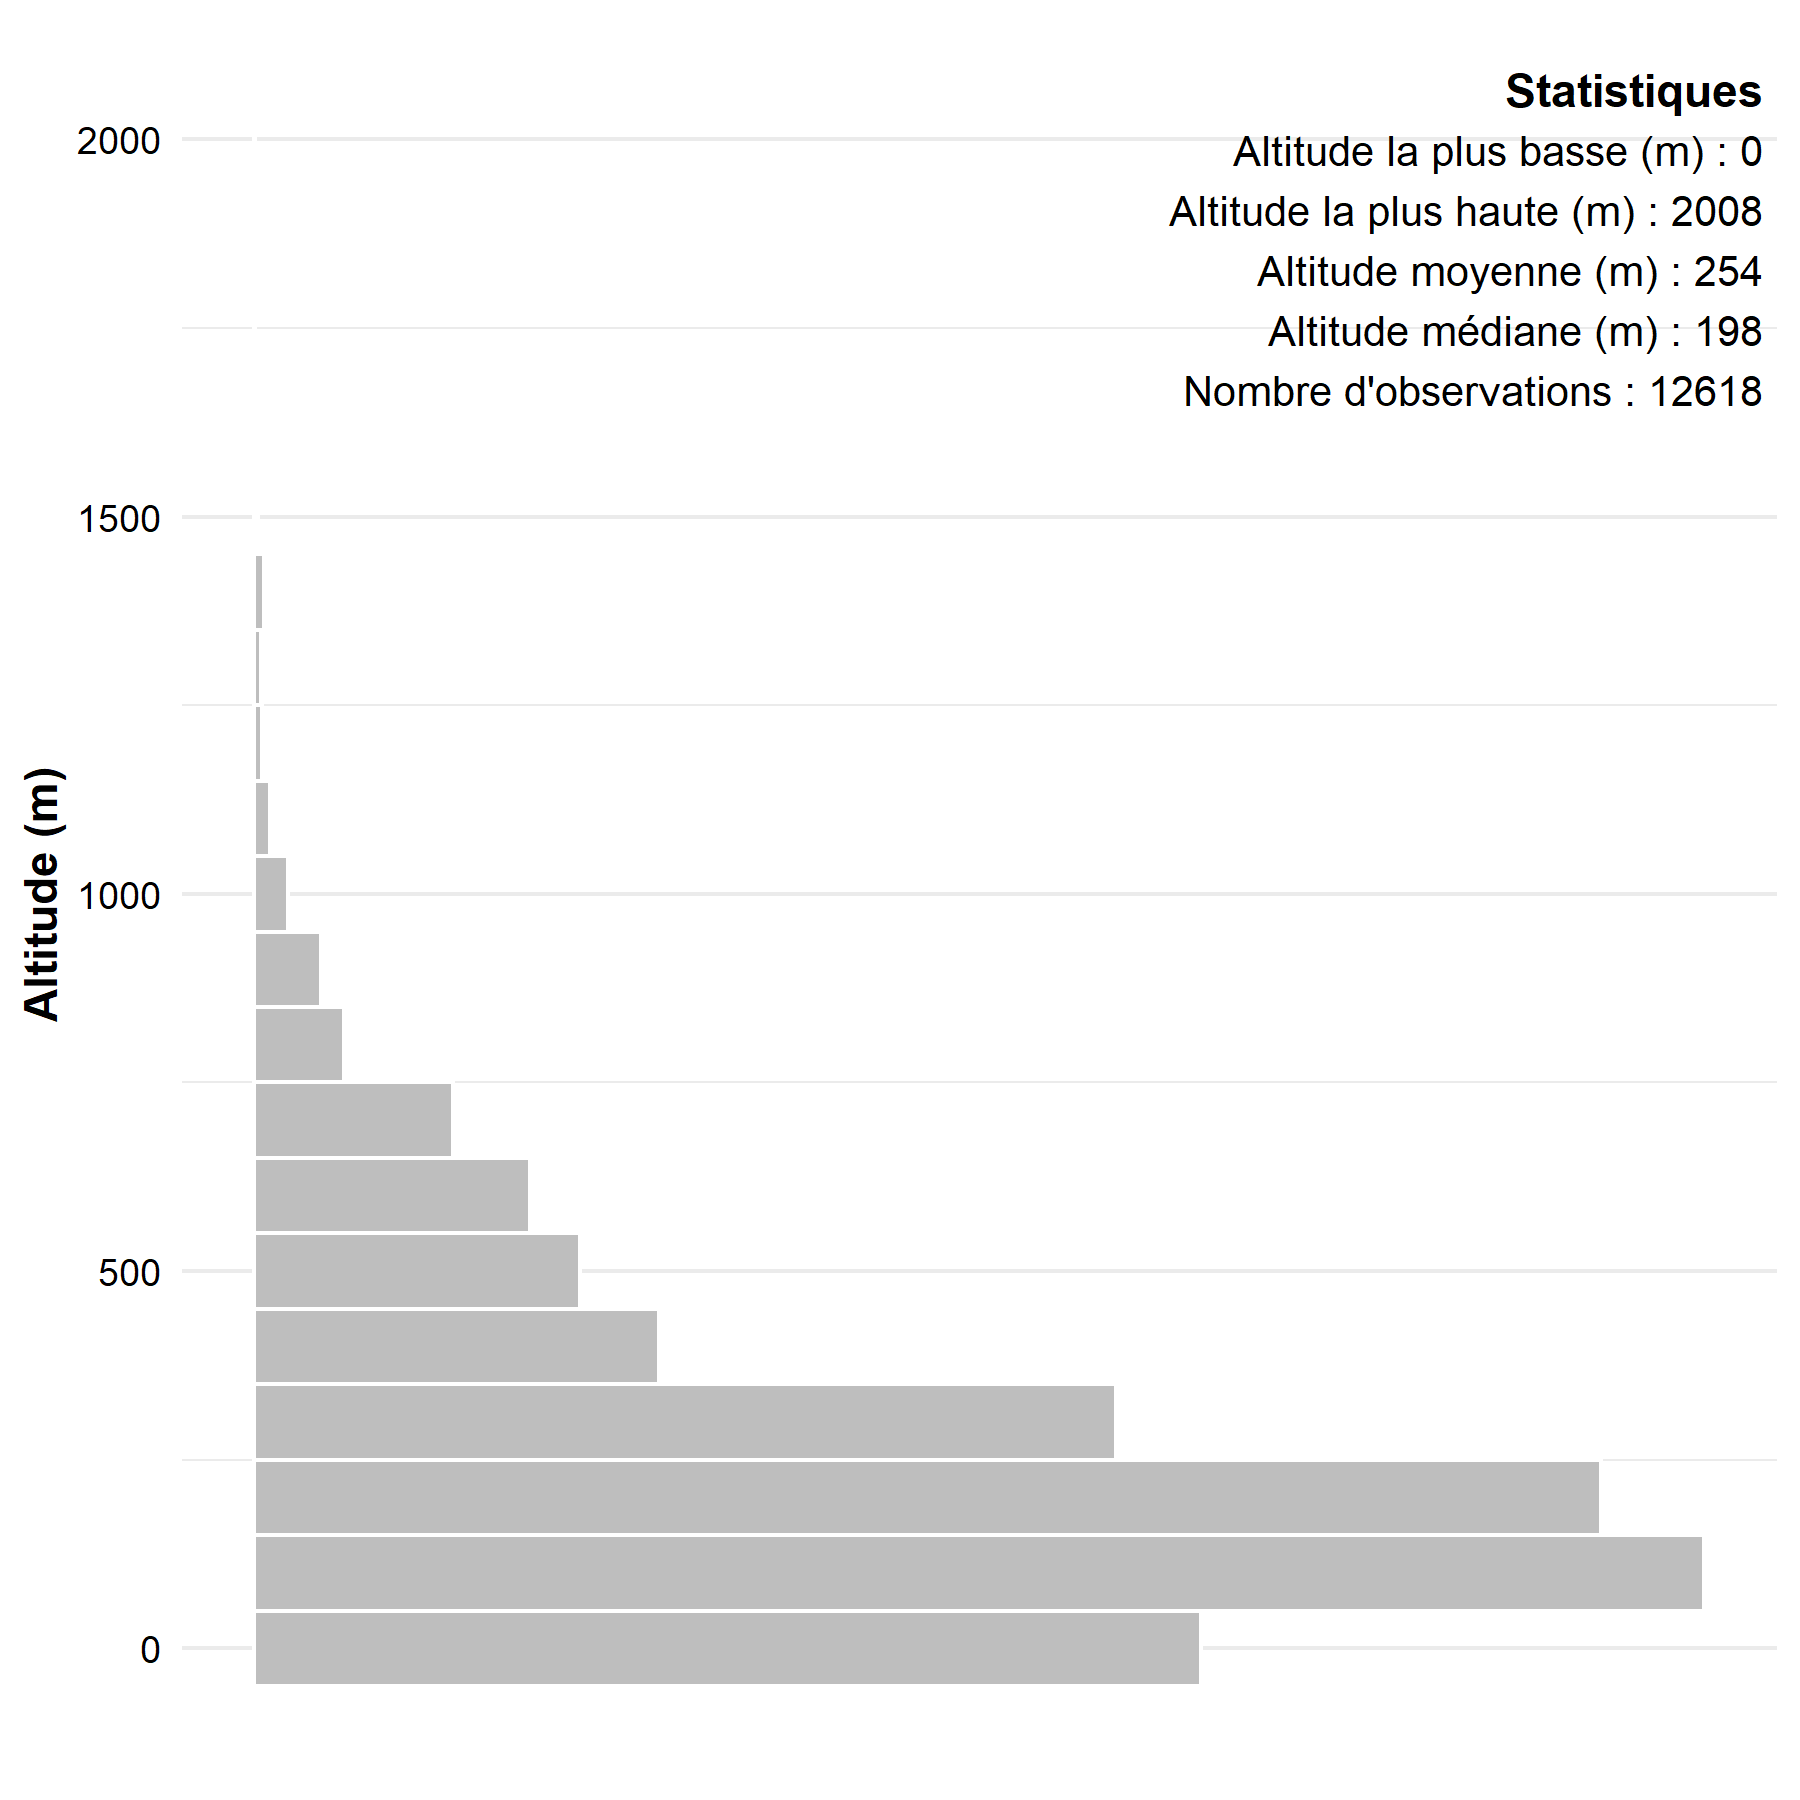 Statistiques
2000
Altitude la plus basse (m) : 0
Altitude la plus haute (m) : 2008
Altitude moyenne (m) : 254
Altitude médiane (m) : 198
Nombre d'observations : 12618
1500
Altitude (m)
1000
500
0